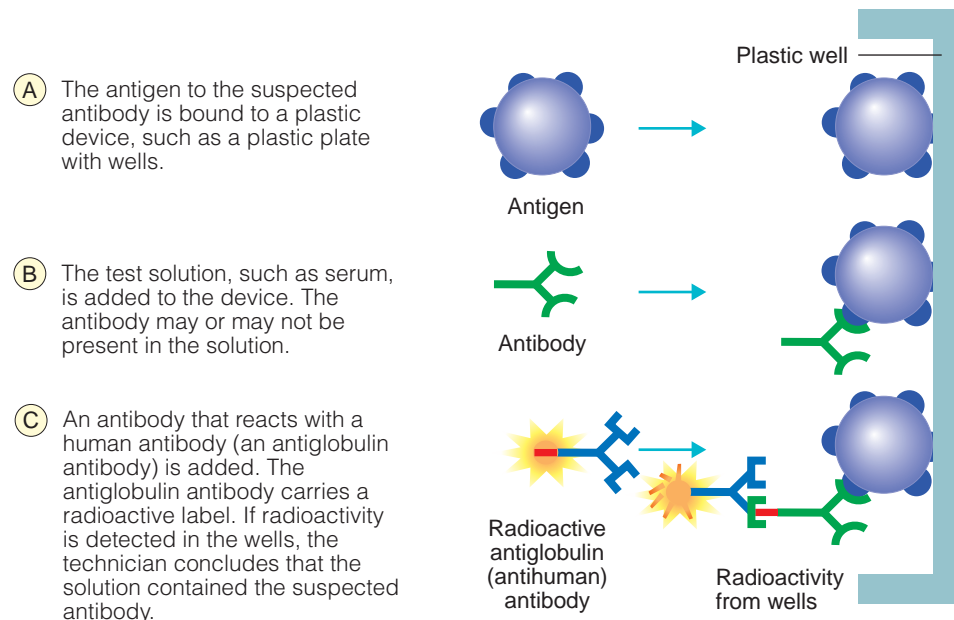 Plastic well
A
The antigen to the suspected
antibody is bound to a plastic
device, such as a plastic plate
with wells.
Antigen
B
The test solution, such as serum,
is added to the device. The
antibody may or may not be
present in the solution.
Antibody
C
An antibody that reacts with a
human antibody (an antiglobulin
antibody) is added. The
antiglobulin antibody carries a
radioactive label. If radioactivity
is detected in the wells, the
technician concludes that the
solution contained the suspected
antibody.
Radioactive
antiglobulin
(antihuman)
antibody
Radioactivity
from wells